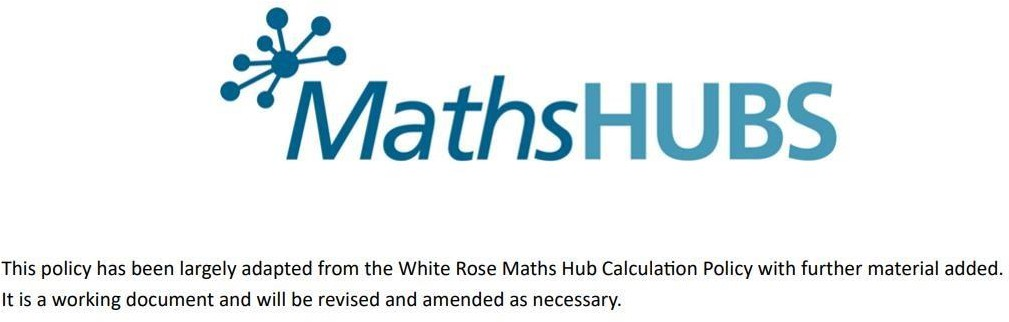 MathsHUBS
This policy has been largely adapted from the White Rose Maths Hub Calculation Policy with further material added.
It is a working document and will be revised and amended as necessary.